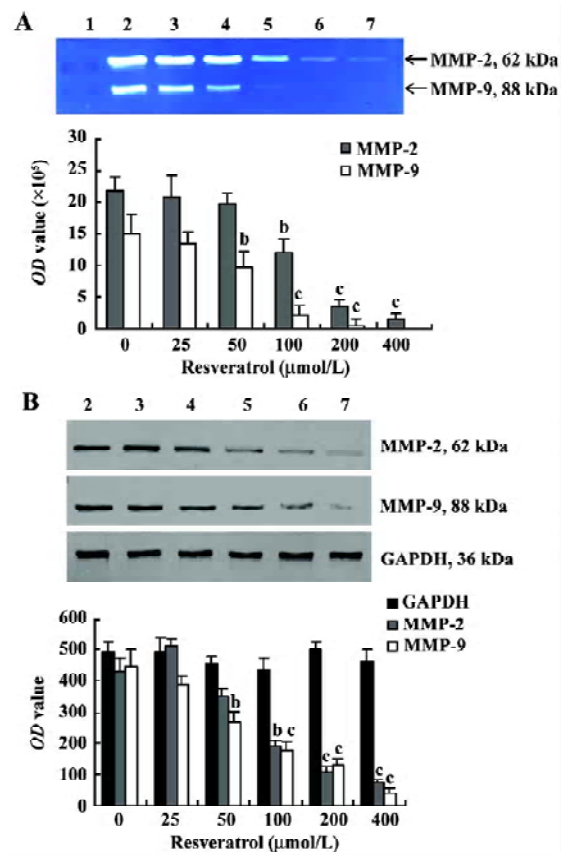 A
1 2 3 4 5 6 7
MMP-2, 62 kDa
MMP-9, 88 kDa
30
25
20
15
10
5
0
OD value (×10⁵)
MMP-2
MMP-9
b b
c c c c
0 25 50 100 200 400
Resveratrol (μmol/L)
B
2 3 4 5 6 7
MMP-2, 62 kDa
MMP-9, 88 kDa
GAPDH, 36 kDa
600
500
400
300
200
100
0
OD value
GAPDH
MMP-2
MMP-9
b
b c
c c
c c
0 25 50 100 200 400
Resveratrol (μmol/L)